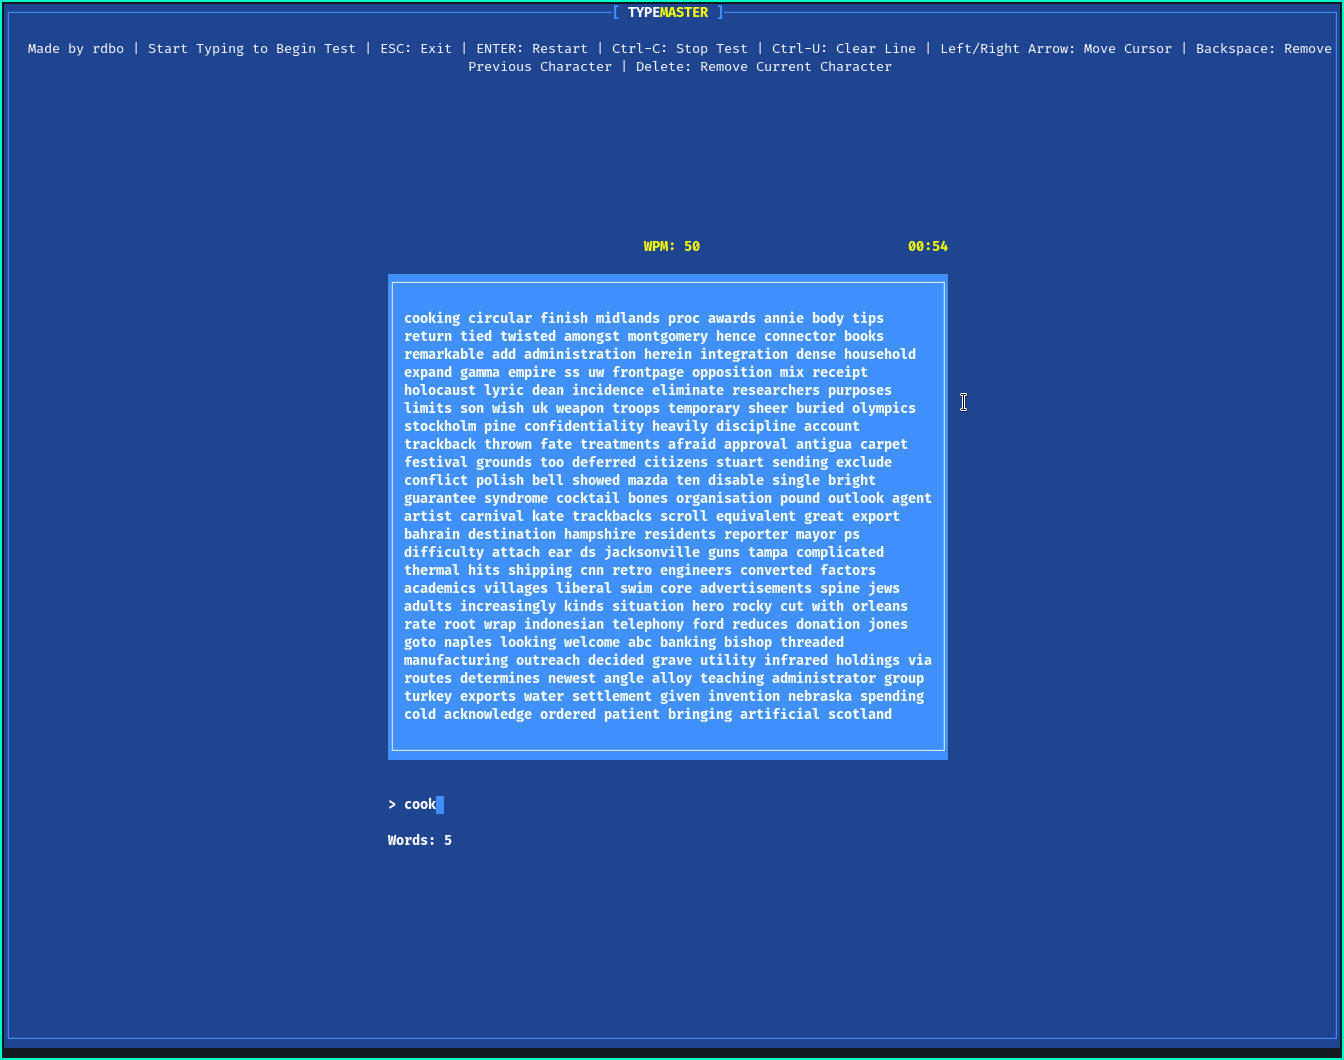 [ TYPEMASTER ]
Made by rdbo | Start Typing to Begin Test | ESC: Exit | ENTER: Restart | Ctrl-C: Stop Test | Ctrl-U: Clear Line | Left/Right Arrow: Move Cursor | Backspace: Remove
Previous Character | Delete: Remove Current Character
WPM: 50 00:54
cooking circular finish midlands proc awards annie body tips
return tied twisted amongst montgomery hence connector books
remarkable add administration herein integration dense household
expand gamma empire ss uw frontpage opposition mix receipt
holocaust lyric dean incidence eliminate researchers purposes
limits son wish uk weapon troops temporary sheer buried olympics
stockholm pine confidentiality heavily discipline account
trackback thrown fate treatments afraid approval antigua carpet
festival grounds too deferred citizens stuart sending exclude
conflict polish bell showed mazda ten disable single bright
guarantee syndrome cocktail bones organisation pound outlook agent
artist carnival kate trackbacks scroll equivalent great export
bahrain destination hampshire residents reporter mayor ps
difficulty attach ear ds jacksonville guns tampa complicated
thermal hits shipping cnn retro engineers converted factors
academics villages liberal swim core advertisements spine jews
adults increasingly kinds situation hero rocky cut with orleans
rate root wrap indonesian telephony ford reduces donation jones
goto naples looking welcome abc banking bishop threaded
manufacturing outreach decided grave utility infrared holdings via
routes determines newest angle alloy teaching administrator group
turkey exports water settlement given invention nebraska spending
cold acknowledge ordered patient bringing artificial scotland
> cook
Words: 5